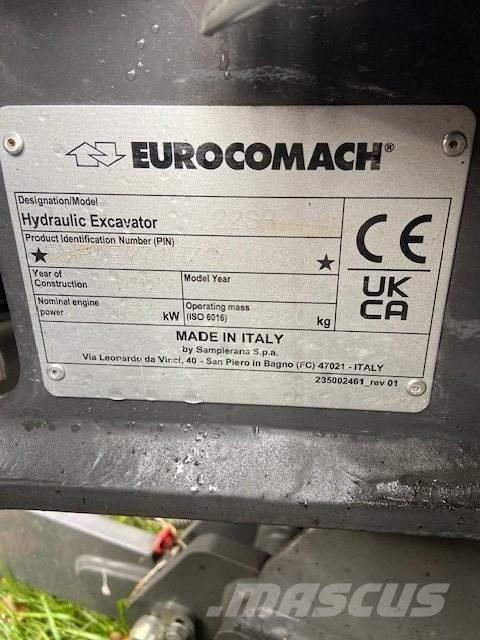 EUROCOMACH®
Designation/Model
Hydraulic Excavator 22SR
Product Identification Number (PIN)
★ ★
Year of Construction
Model Year
Nominal engine power kW
Operating mass (ISO 6016) kg
CE
UK
CA
MADE IN ITALY
by Sampierana S.p.a.
Via Leonardo da Vinci, 40 - San Piero in Bagno (FC) 47021 - ITALY
235002461_rev 01
MASCUS